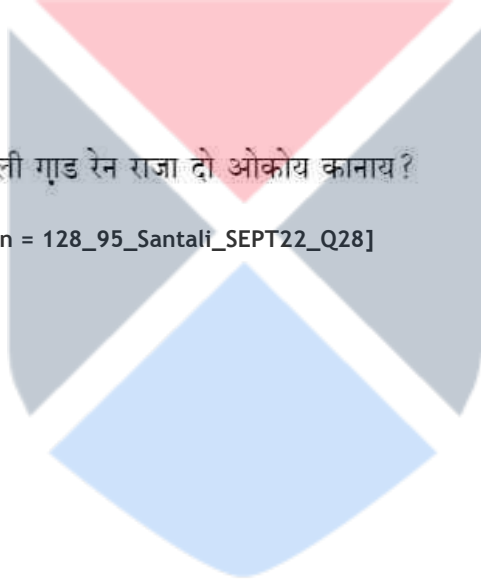 ली गा़ड रेन राजा दो ओकोय कानाय?
n = 128_95_Santali_SEPT22_Q28]